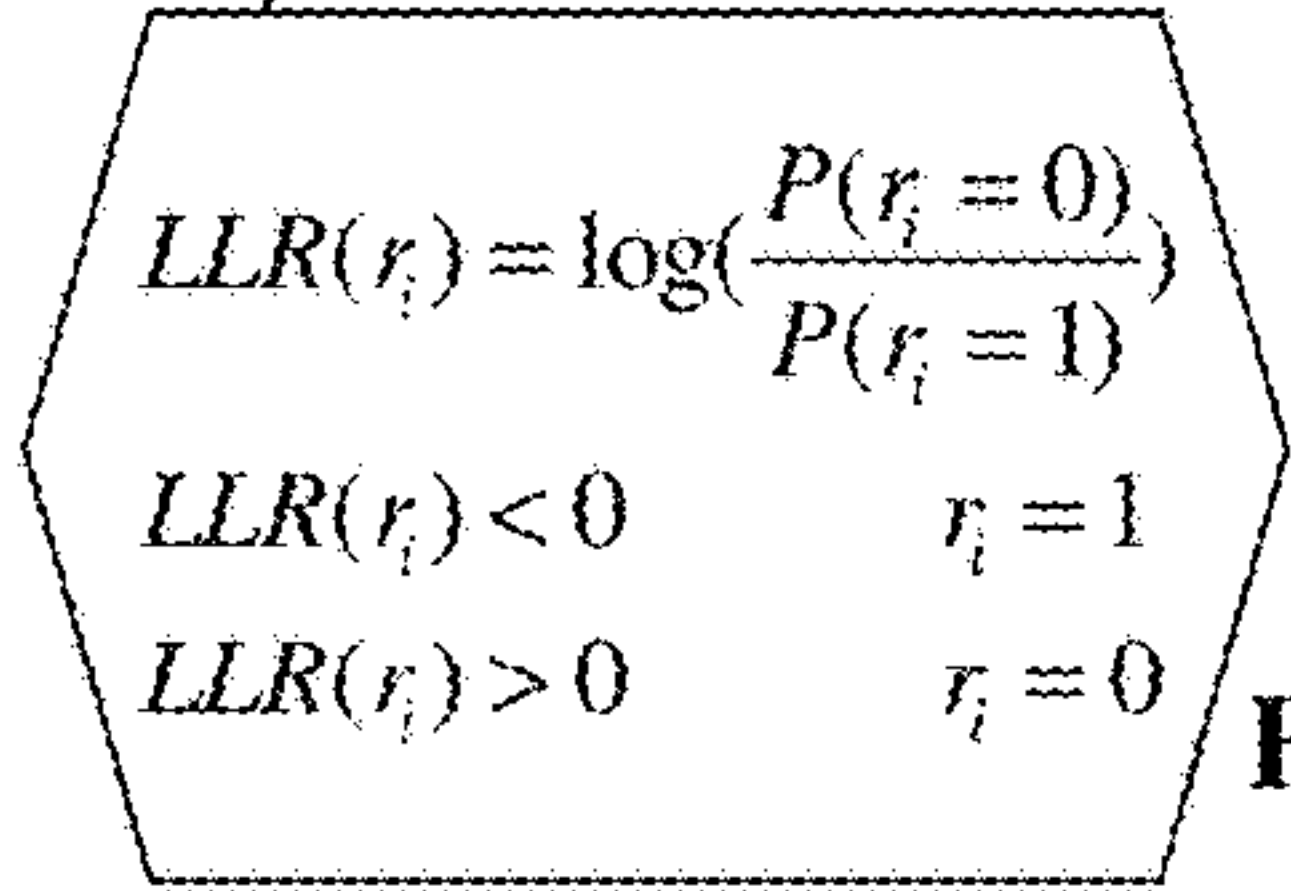 LLR(r_i) = log(P(r_i = 0) / P(r_i = 1))
LLR(r_i) < 0 r_i = 1
LLR(r_i) > 0 r_i = 0